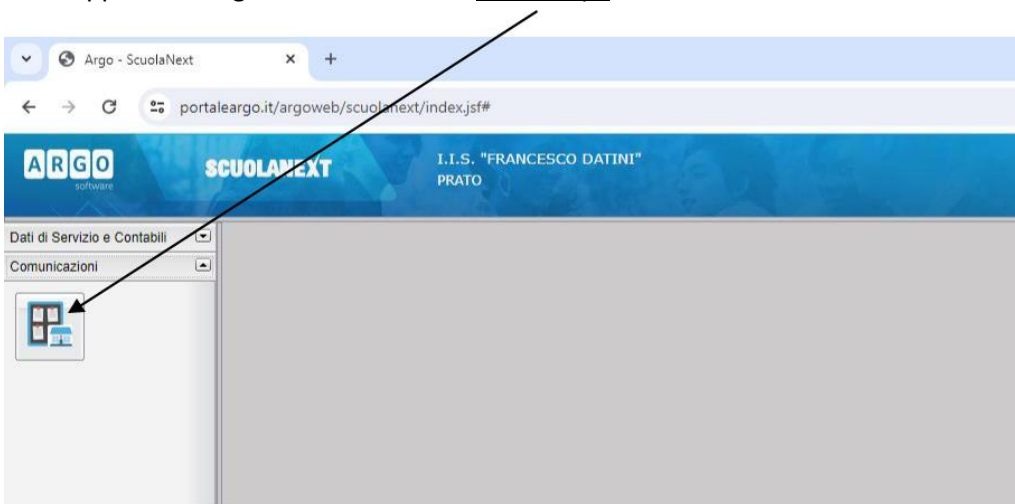 Argo - ScuolaNext
portaleargo.it/argoweb/scuolanext/index.jsf#
ARGO
software
SCUOLANEXT
I.I.S. "FRANCESCO DATINI"
PRATO
Dati di Servizio e Contabili
Comunicazioni